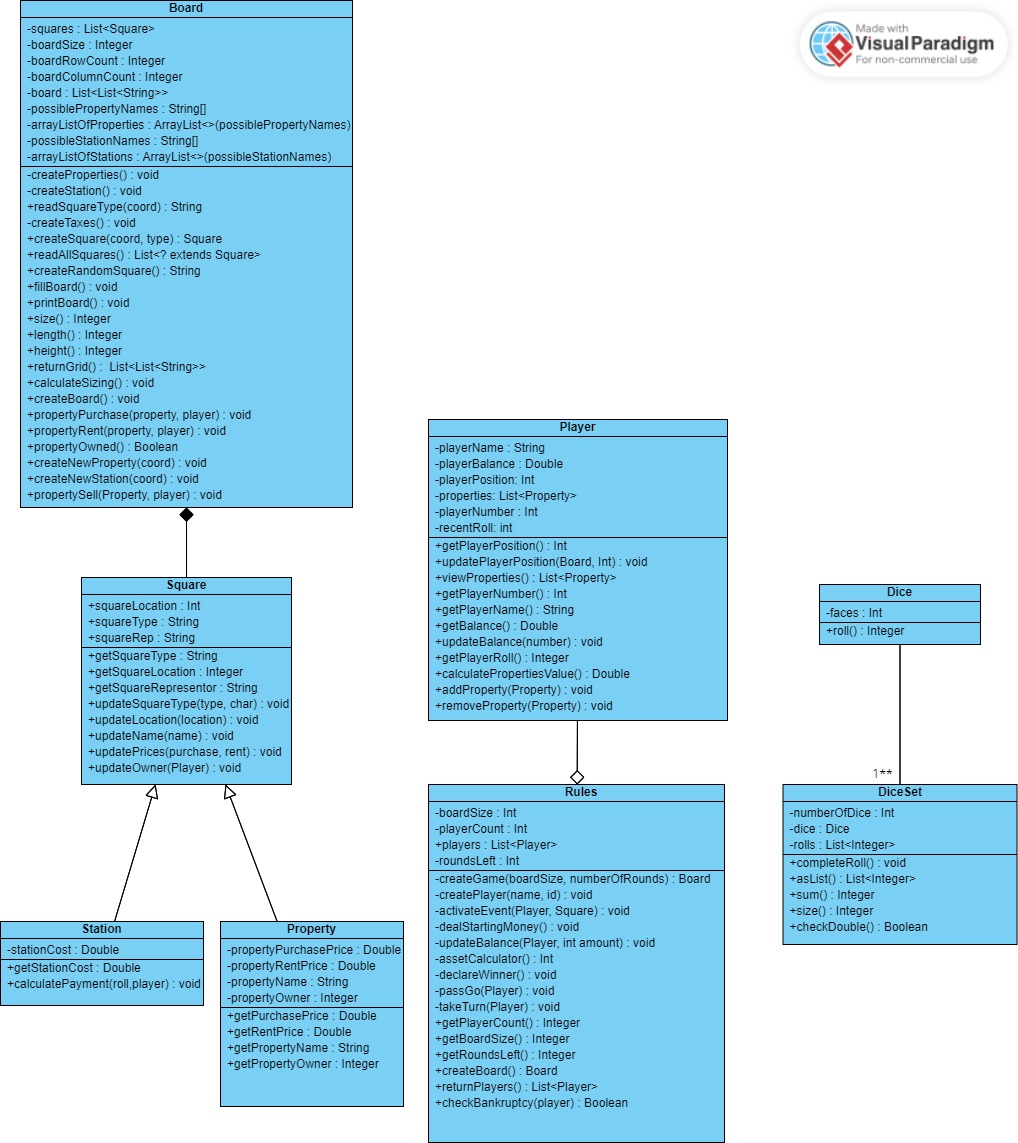 Board
-squares : List<Square>
-boardSize : Integer
-boardRowCount : Integer
-boardColumnCount : Integer
-board : List<List<String>>
-possiblePropertyNames : String[]
-arrayListOfProperties : ArrayList<>(possiblePropertyNames)
-possibleStationNames : String[]
-arrayListOfStations : ArrayList<>(possibleStationNames)
-createProperties() : void
-createStation() : void
+readSquareType(coord) : String
-createTaxes() : void
+createSquare(coord, type) : Square
+readAllSquares() : List<? extends Square>
+createRandomSquare() : String
+fillBoard() : void
+printBoard() : void
+size() : Integer
+length() : Integer
+height() : Integer
+returnGrid() :  List<List<String>>
+calculateSizing() : void
+createBoard() : void
+propertyPurchase(property, player) : void
+propertyRent(property, player) : void
+propertyOwned() : Boolean
+createNewProperty(coord) : void
+createNewStation(coord) : void
+propertySell(Property, player) : void
Made with
Visual Paradigm
For non-commercial use
Player
-playerName : String
-playerBalance : Double
-playerPosition: Int
-properties: List<Property>
-playerNumber : Int
-recentRoll: int
+getPlayerPosition() : Int
+updatePlayerPosition(Board, Int) : void
+viewProperties() : List<Property>
+getPlayerNumber() : Int
+getPlayerName() : String
+getBalance() : Double
+updateBalance(number) : void
+getPlayerRoll() : Integer
+calculatePropertiesValue() : Double
+addProperty(Property) : void
+removeProperty(Property) : void
Square
+squareLocation : Int
+squareType : String
+squareRep : String
+getSquareType : String
+getSquareLocation : Integer
+getSquareRepresentor : String
+updateSquareType(type, char) : void
+updateLocation(location) : void
+updateName(name) : void
+updatePrices(purchase, rent) : void
+updateOwner(Player) : void
Dice
-faces : Int
+roll() : Integer
1**
DiceSet
-numberOfDice : Int
-dice : Dice
-rolls : List<Integer>
+completeRoll() : void
+asList() : List<Integer>
+sum() : Integer
+size() : Integer
+checkDouble() : Boolean
Rules
-boardSize : Int
-playerCount : Int
+players : List<Player>
-roundsLeft : Int
-createGame(boardSize, numberOfRounds) : Board
-createPlayer(name, id) : void
-activateEvent(Player, Square) : void
-dealStartingMoney() : void
-updateBalance(Player, int amount) : void
-assetCalculator() : Int
-declareWinner() : void
-passGo(Player) : void
-takeTurn(Player) : void
+getPlayerCount() : Integer
+getBoardSize() : Integer
+getRoundsLeft() : Integer
+createBoard() : Board
+returnPlayers() : List<Player>
+checkBankruptcy(player) : Boolean
Station
-stationCost : Double
+getStationCost : Double
+calculatePayment(roll,player) : void
Property
-propertyPurchasePrice : Double
-propertyRentPrice : Double
-propertyName : String
-propertyOwner : Integer
+getPurchasePrice : Double
+getRentPrice : Double
+getPropertyName : String
+getPropertyOwner : Integer